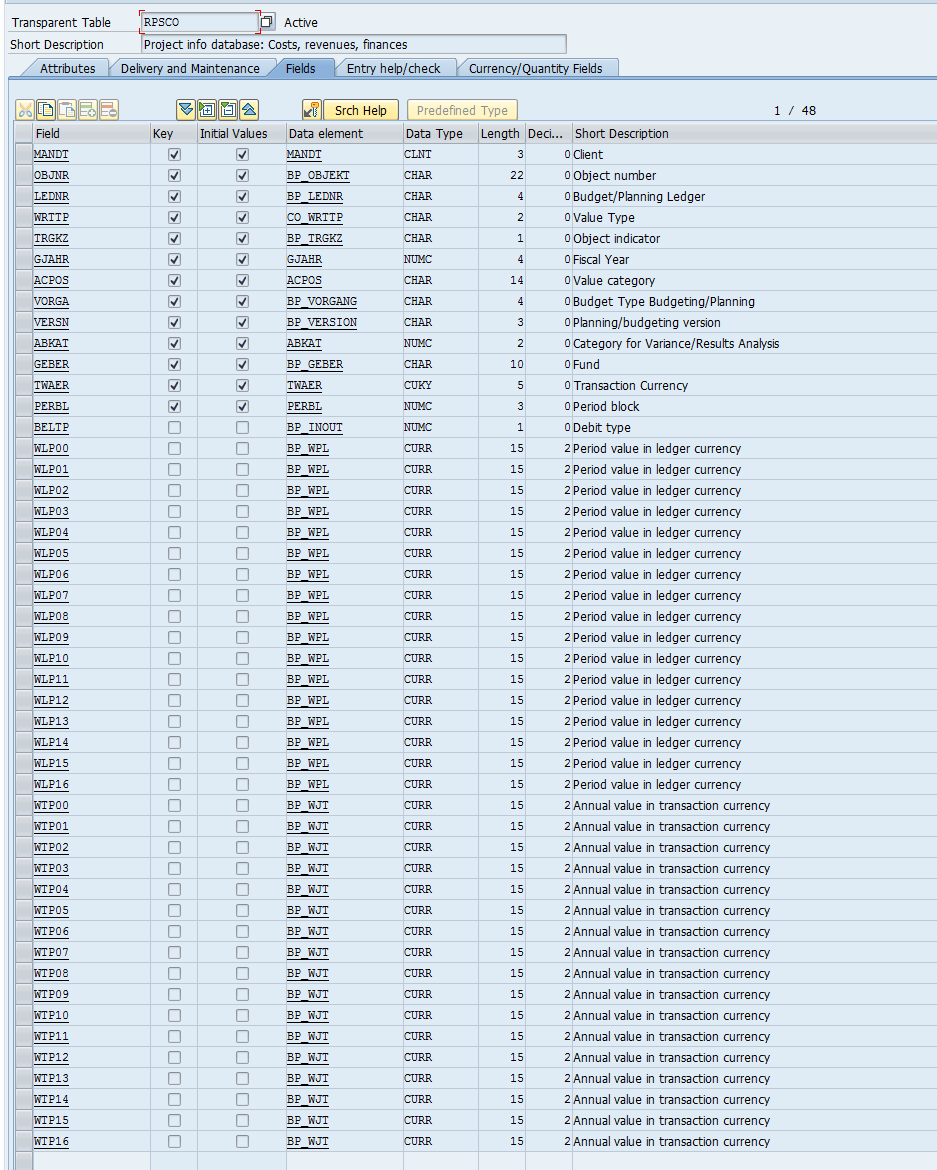 Transparent Table RPSCO Active
Short Description Project info database: Costs, revenues, finances
Attributes Delivery and Maintenance Fields Entry help/check Currency/Quantity Fields
Srch Help Predefined Type 1 / 48
Field Key Initial Values Data element Data Type Length Deci... Short Description
MANDT MANDT CLNT 3 0 Client
OBJNR BP_OBJEKT CHAR 22 0 Object number
LEDNR BP_LEDNR CHAR 4 0 Budget/Planning Ledger
WRTTP CO_WRTTP CHAR 2 0 Value Type
TRGKZ BP_TRGKZ CHAR 1 0 Object indicator
GJAHR GJAHR NUMC 4 0 Fiscal Year
ACPOS ACPOS CHAR 14 0 Value category
VORGA BP_VORGANG CHAR 4 0 Budget Type Budgeting/Planning
VERSN BP_VERSION CHAR 3 0 Planning/budgeting version
ABKAT ABKAT NUMC 2 0 Category for Variance/Results Analysis
GEBER BP_GEBER CHAR 10 0 Fund
TWAER TWAER CUKY 5 0 Transaction Currency
PERBL PERBL NUMC 3 0 Period block
BELTP BP_INOUT NUMC 1 0 Debit type
WLP00 BP_WPL CURR 15 2 Period value in ledger currency
WLP01 BP_WPL CURR 15 2 Period value in ledger currency
WLP02 BP_WPL CURR 15 2 Period value in ledger currency
WLP03 BP_WPL CURR 15 2 Period value in ledger currency
WLP04 BP_WPL CURR 15 2 Period value in ledger currency
WLP05 BP_WPL CURR 15 2 Period value in ledger currency
WLP06 BP_WPL CURR 15 2 Period value in ledger currency
WLP07 BP_WPL CURR 15 2 Period value in ledger currency
WLP08 BP_WPL CURR 15 2 Period value in ledger currency
WLP09 BP_WPL CURR 15 2 Period value in ledger currency
WLP10 BP_WPL CURR 15 2 Period value in ledger currency
WLP11 BP_WPL CURR 15 2 Period value in ledger currency
WLP12 BP_WPL CURR 15 2 Period value in ledger currency
WLP13 BP_WPL CURR 15 2 Period value in ledger currency
WLP14 BP_WPL CURR 15 2 Period value in ledger currency
WLP15 BP_WPL CURR 15 2 Period value in ledger currency
WLP16 BP_WPL CURR 15 2 Period value in ledger currency
WTP00 BP_WJT CURR 15 2 Annual value in transaction currency
WTP01 BP_WJT CURR 15 2 Annual value in transaction currency
WTP02 BP_WJT CURR 15 2 Annual value in transaction currency
WTP03 BP_WJT CURR 15 2 Annual value in transaction currency
WTP04 BP_WJT CURR 15 2 Annual value in transaction currency
WTP05 BP_WJT CURR 15 2 Annual value in transaction currency
WTP06 BP_WJT CURR 15 2 Annual value in transaction currency
WTP07 BP_WJT CURR 15 2 Annual value in transaction currency
WTP08 BP_WJT CURR 15 2 Annual value in transaction currency
WTP09 BP_WJT CURR 15 2 Annual value in transaction currency
WTP10 BP_WJT CURR 15 2 Annual value in transaction currency
WTP11 BP_WJT CURR 15 2 Annual value in transaction currency
WTP12 BP_WJT CURR 15 2 Annual value in transaction currency
WTP13 BP_WJT CURR 15 2 Annual value in transaction currency
WTP14 BP_WJT CURR 15 2 Annual value in transaction currency
WTP15 BP_WJT CURR 15 2 Annual value in transaction currency
WTP16 BP_WJT CURR 15 2 Annual value in transaction currency